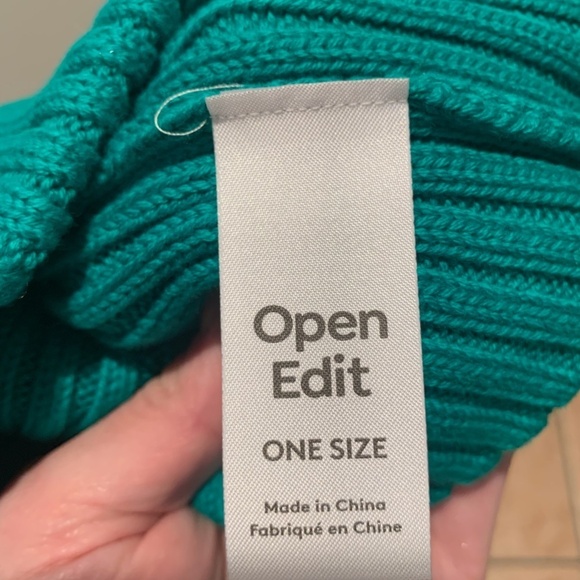 Open
Edit
ONE SIZE
Made in China
Fabriqué en Chine